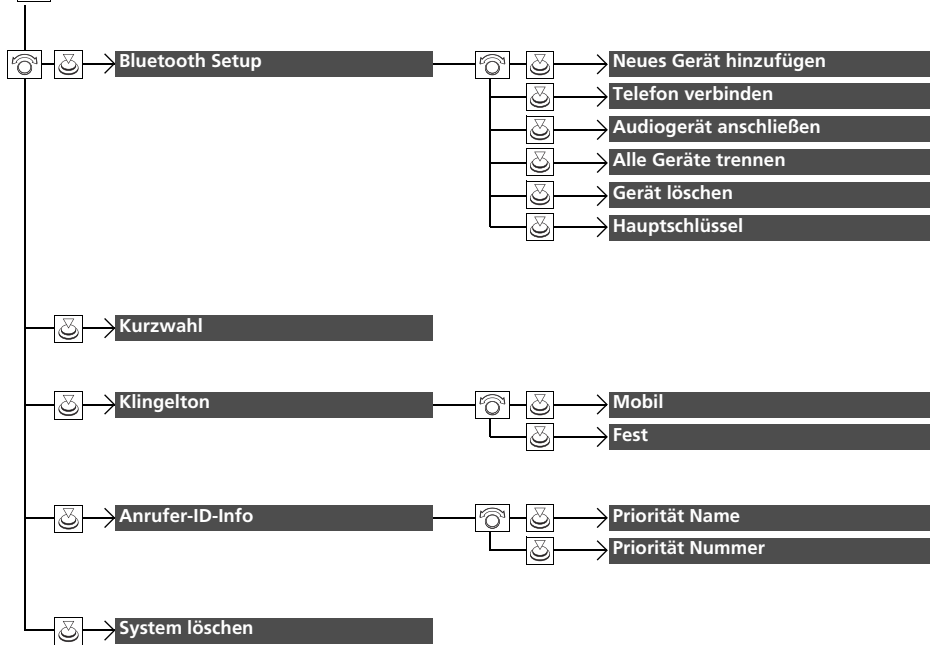 Bluetooth Setup
Neues Gerät hinzufügen
Telefon verbinden
Audiogerät anschließen
Alle Geräte trennen
Gerät löschen
Hauptschlüssel
Kurzwahl
Klingelton
Mobil
Fest
Anrufer-ID-Info
Priorität Name
Priorität Nummer
System löschen